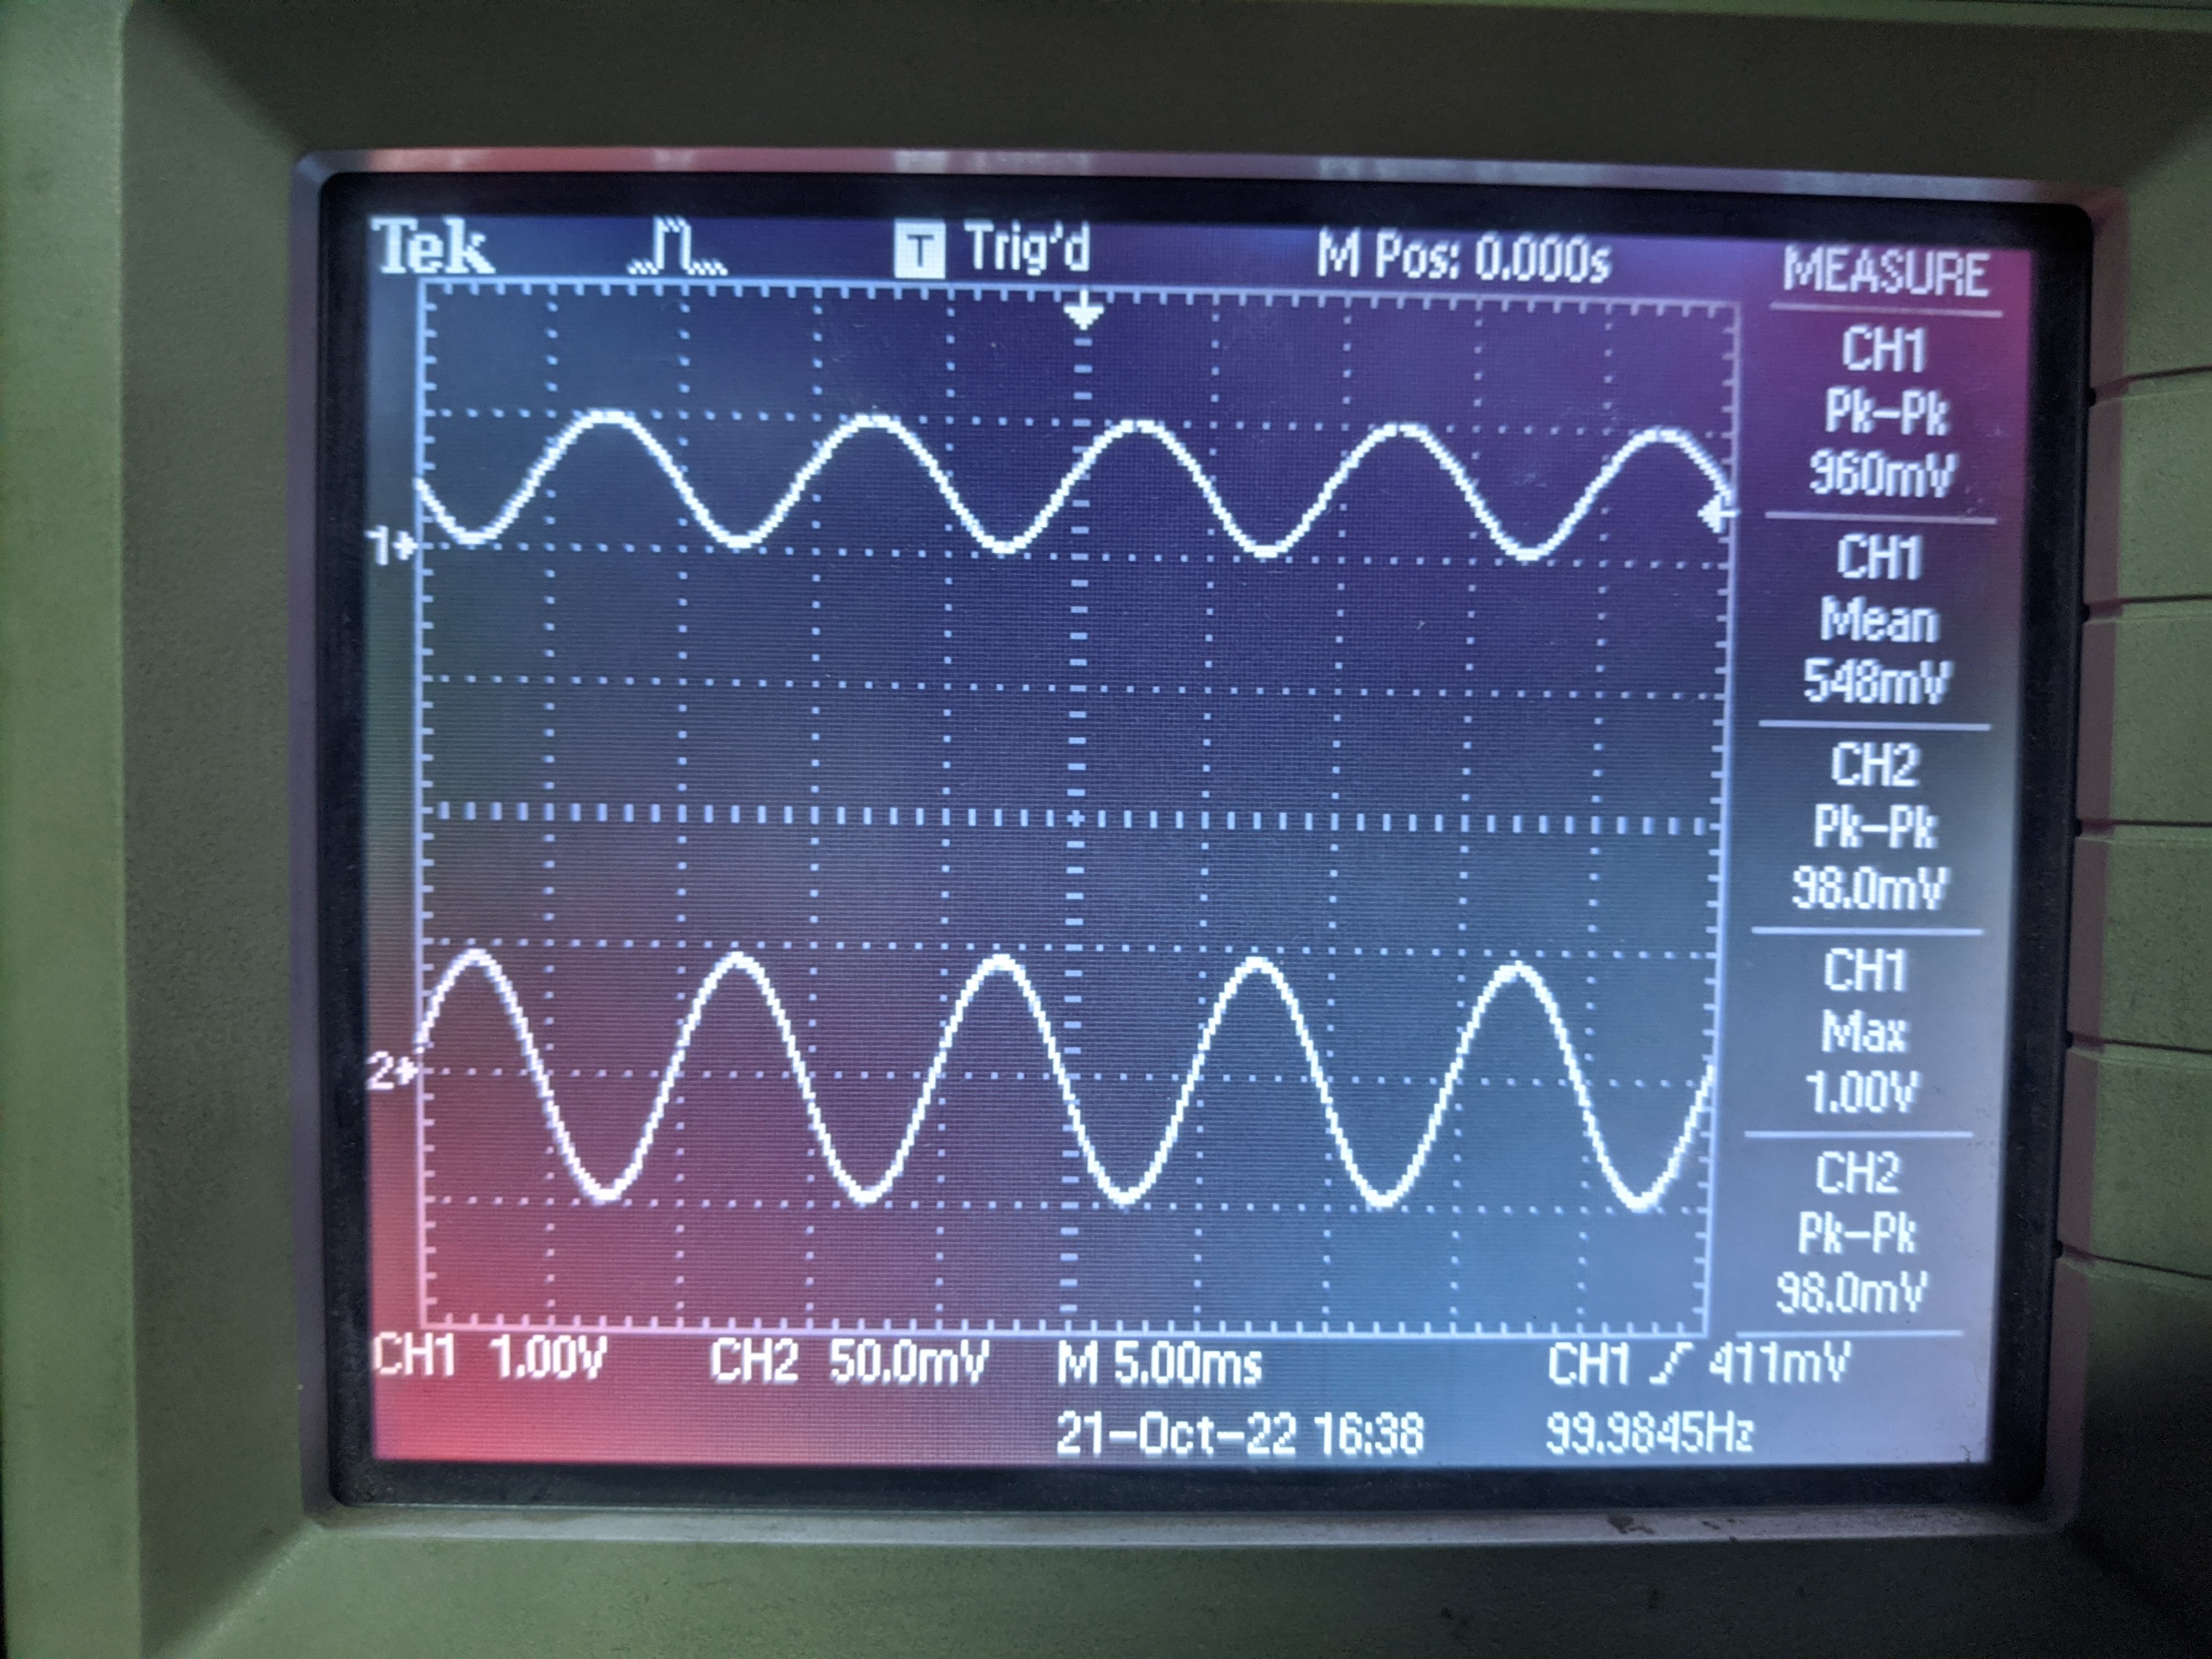 Tek T Trig'd M Pos: 0.000s MEASURE
CH1
Pk-Pk
960mV
1
CH1
Mean
548mV
CH2
Pk-Pk
98.0mV
CH1
Max
1.00V
2
CH2
Pk-Pk
98.0mV
CH1 1.00V CH2 50.0mV M 5.00ms CH1 411mV
21-Oct-22 16:38 99.9845Hz